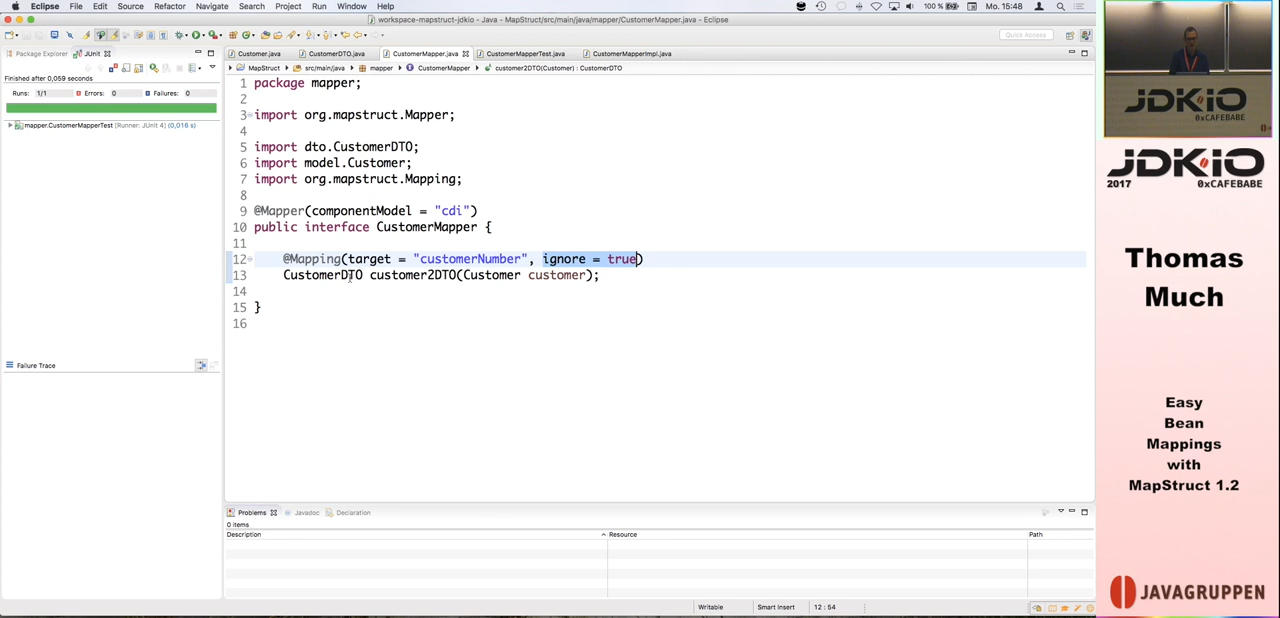 Eclipse File Edit Source Refactor Navigate Search Project Run Window Help 100 % Mo. 15:48
workspace-mapstruct-jdkio - Java - MapStruct/src/main/java/mapper/CustomerMapper.java - Eclipse
Quick Access
Package Explorer JUnit
Customer.java CustomerDTO.java CustomerMapper.java CustomerMapperTest.java CustomerMapperImpl.java
MapStruct src/main/java mapper CustomerMapper customer2DTO(Customer) : CustomerDTO
Finished after 0,059 seconds
Runs: 1/1 Errors: 0 Failures: 0
mapper.CustomerMapperTest [Runner: JUnit 4] (0,016 s)
Failure Trace
1 package mapper;
2
3 import org.mapstruct.Mapper;
4
5 import dto.CustomerDTO;
6 import model.Customer;
7 import org.mapstruct.Mapping;
8
9 @Mapper(componentModel = "cdi")
10 public interface CustomerMapper {
11
12 @Mapping(target = "customerNumber", ignore = true)
13 CustomerDTO customer2DTO(Customer customer);
14
15 }
16
Problems Javadoc Declaration
0 items
Description Resource Path
Writable Smart Insert 12 : 54
JDKIO
0xCAFEBABE
JDKIO
2017 0xCAFEBABE
Thomas
Much
Easy
Bean
Mappings
with
MapStruct 1.2
JAVAGRUPPEN